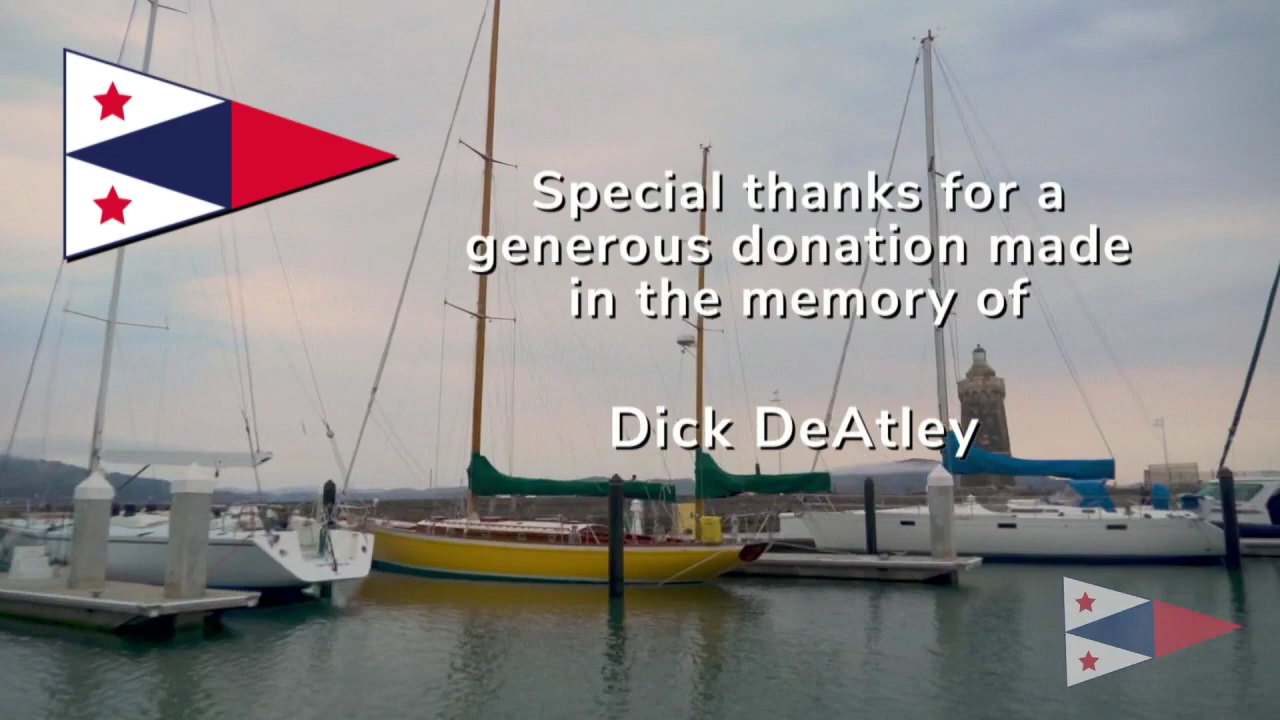 Special thanks for a
generous donation made
in the memory of
Dick DeAtley